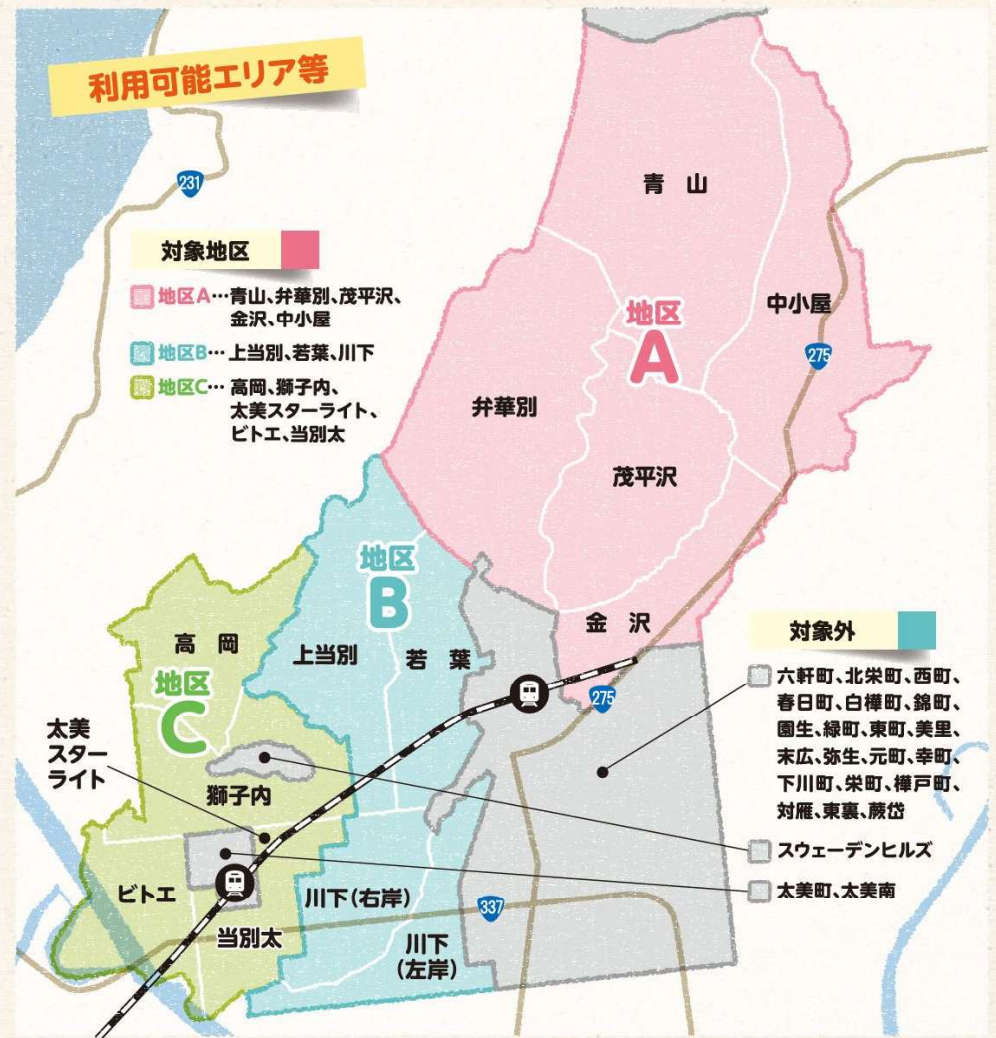 利用可能エリア等
231
対象地区
地区A…青山、弁華別、茂平沢、
金沢、中小屋
地区B…上当別、若葉、川下
地区C…高岡、獅子内、
太美スターライト、
ビトエ、当別太
青山
中小屋
地区
A
275
弁華別
茂平沢
地区
B
金沢
高岡
上当別
若葉
地区
C
275
太美
スター
ライト
獅子内
ビトエ
川下(右岸)
337
当別太
川下
(左岸)
対象外
六軒町、北栄町、西町、
春日町、白樺町、錦町、
園生、緑町、東町、美里、
末広、弥生、元町、幸町、
下川町、栄町、樺戸町、
対雁、東裏、蕨岱
スウェーデンヒルズ
太美町、太美南